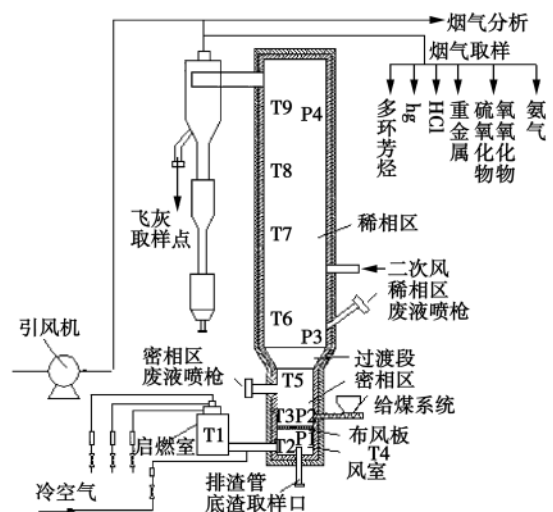 烟气分析
烟气取样
多环芳烃
hg
HCl
重金属
硫氧化物
氧氧化物
氨气
T9
P4
T8
T7
稀相区
飞灰
取样点
二次风
稀相区
废液喷枪
T6
P3
引风机
过渡段
密相区
废液喷枪
T5
密相区
给煤系统
T3
P2
启燃室
T1
T2
P1
布风板
T4
风室
冷空气
排渣管
底渣取样口